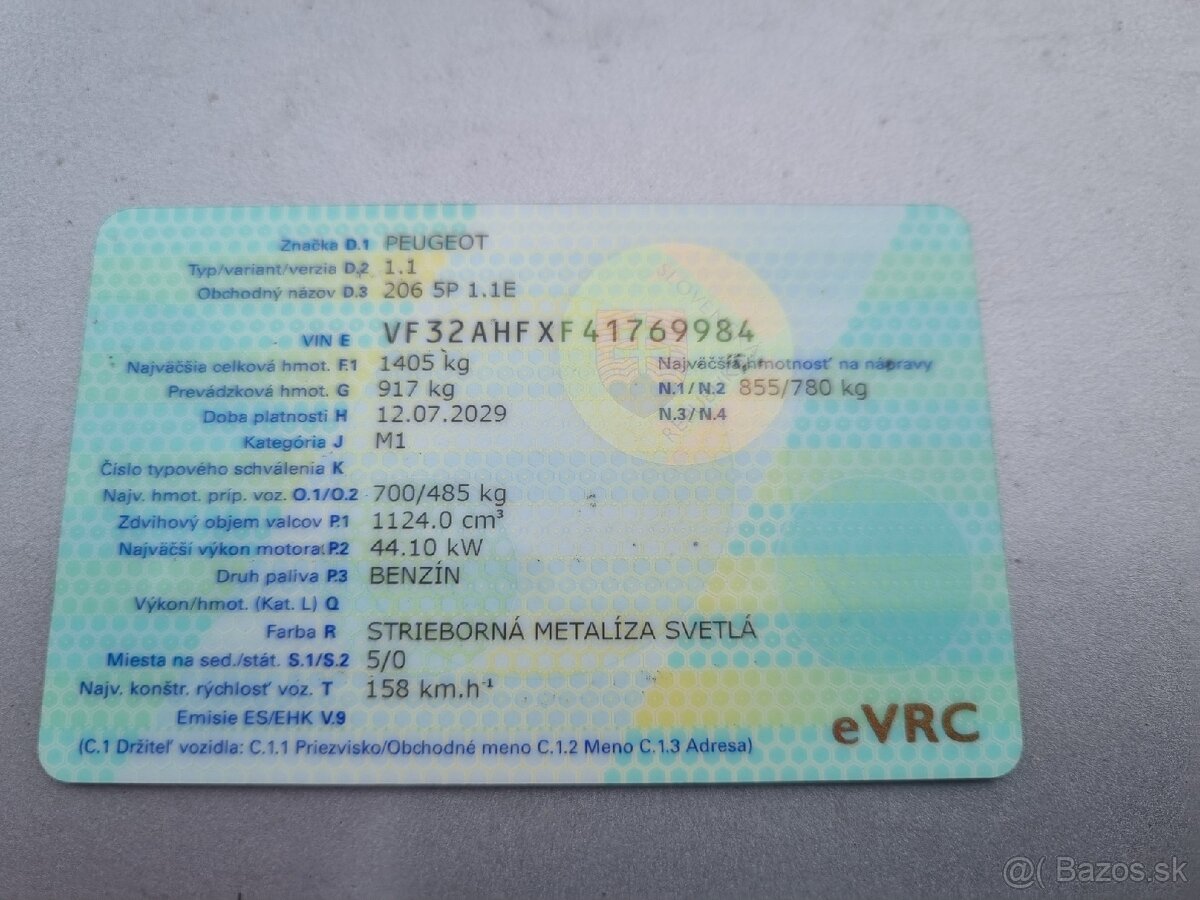 Značka D.1 PEUGEOT
Typ/variant/verzia D.2 1.1
Obchodný názov D.3 206 5P 1.1E
VIN E VF32AHFXF41769984
Najväčšia celková hmot. F.1 1405 kg
Najväčšia hmotnosť na nápravy
Prevádzková hmot. G 917 kg
N.1/N.2 855/780 kg
Doba platnosti H 12.07.2029
N.3/N.4
Kategória J M1
Číslo typového schválenia K
Najv. hmot. príp. voz. O.1/O.2 700/485 kg
Zdvihový objem valcov P.1 1124.0 cm³
Najväčší výkon motora P.2 44.10 kW
Druh paliva P.3 BENZÍN
Výkon/hmot. (Kat. L) Q
Farba R STRIEBORNÁ METALÍZA SVETLÁ
Miesta na sed./stát. S.1/S.2 5/0
Najv. konštr. rýchlosť voz. T 158 km.h⁻¹
Emisie ES/EHK V.9
eVRC
(C.1 Držiteľ vozidla: C.1.1 Priezvisko/Obchodné meno C.1.2 Meno C.1.3 Adresa)
@( Bazos.sk